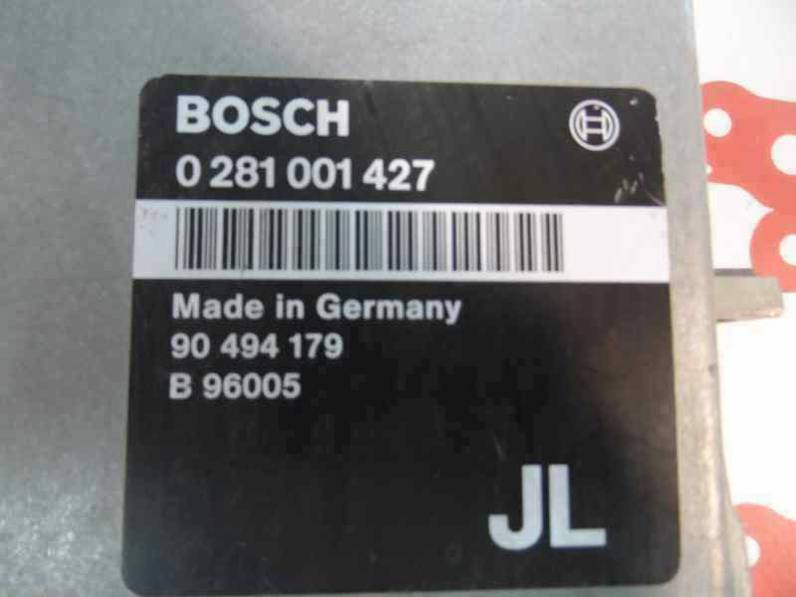 BOSCH
0 281 001 427
Made in Germany
90 494 179
B 96005
JL